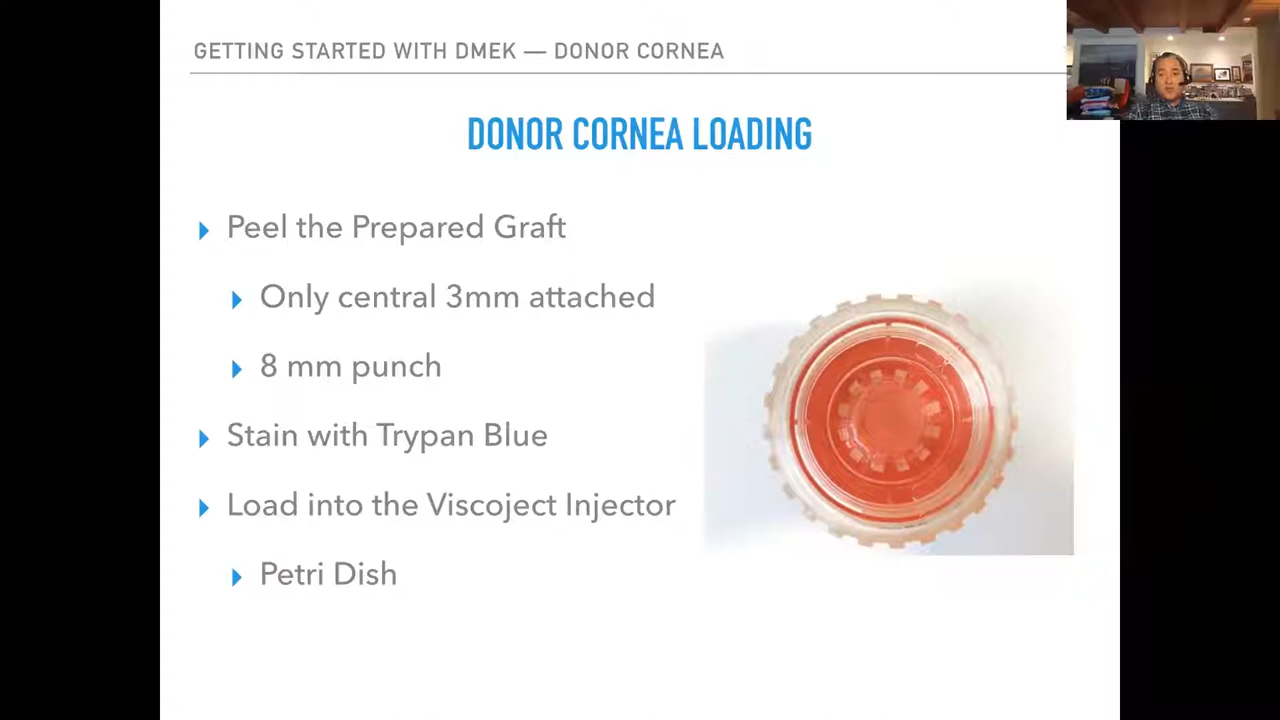 GETTING STARTED WITH DMEK — DONOR CORNEA
DONOR CORNEA LOADING
Peel the Prepared Graft
Only central 3mm attached
8 mm punch
Stain with Trypan Blue
Load into the Viscoject Injector
Petri Dish